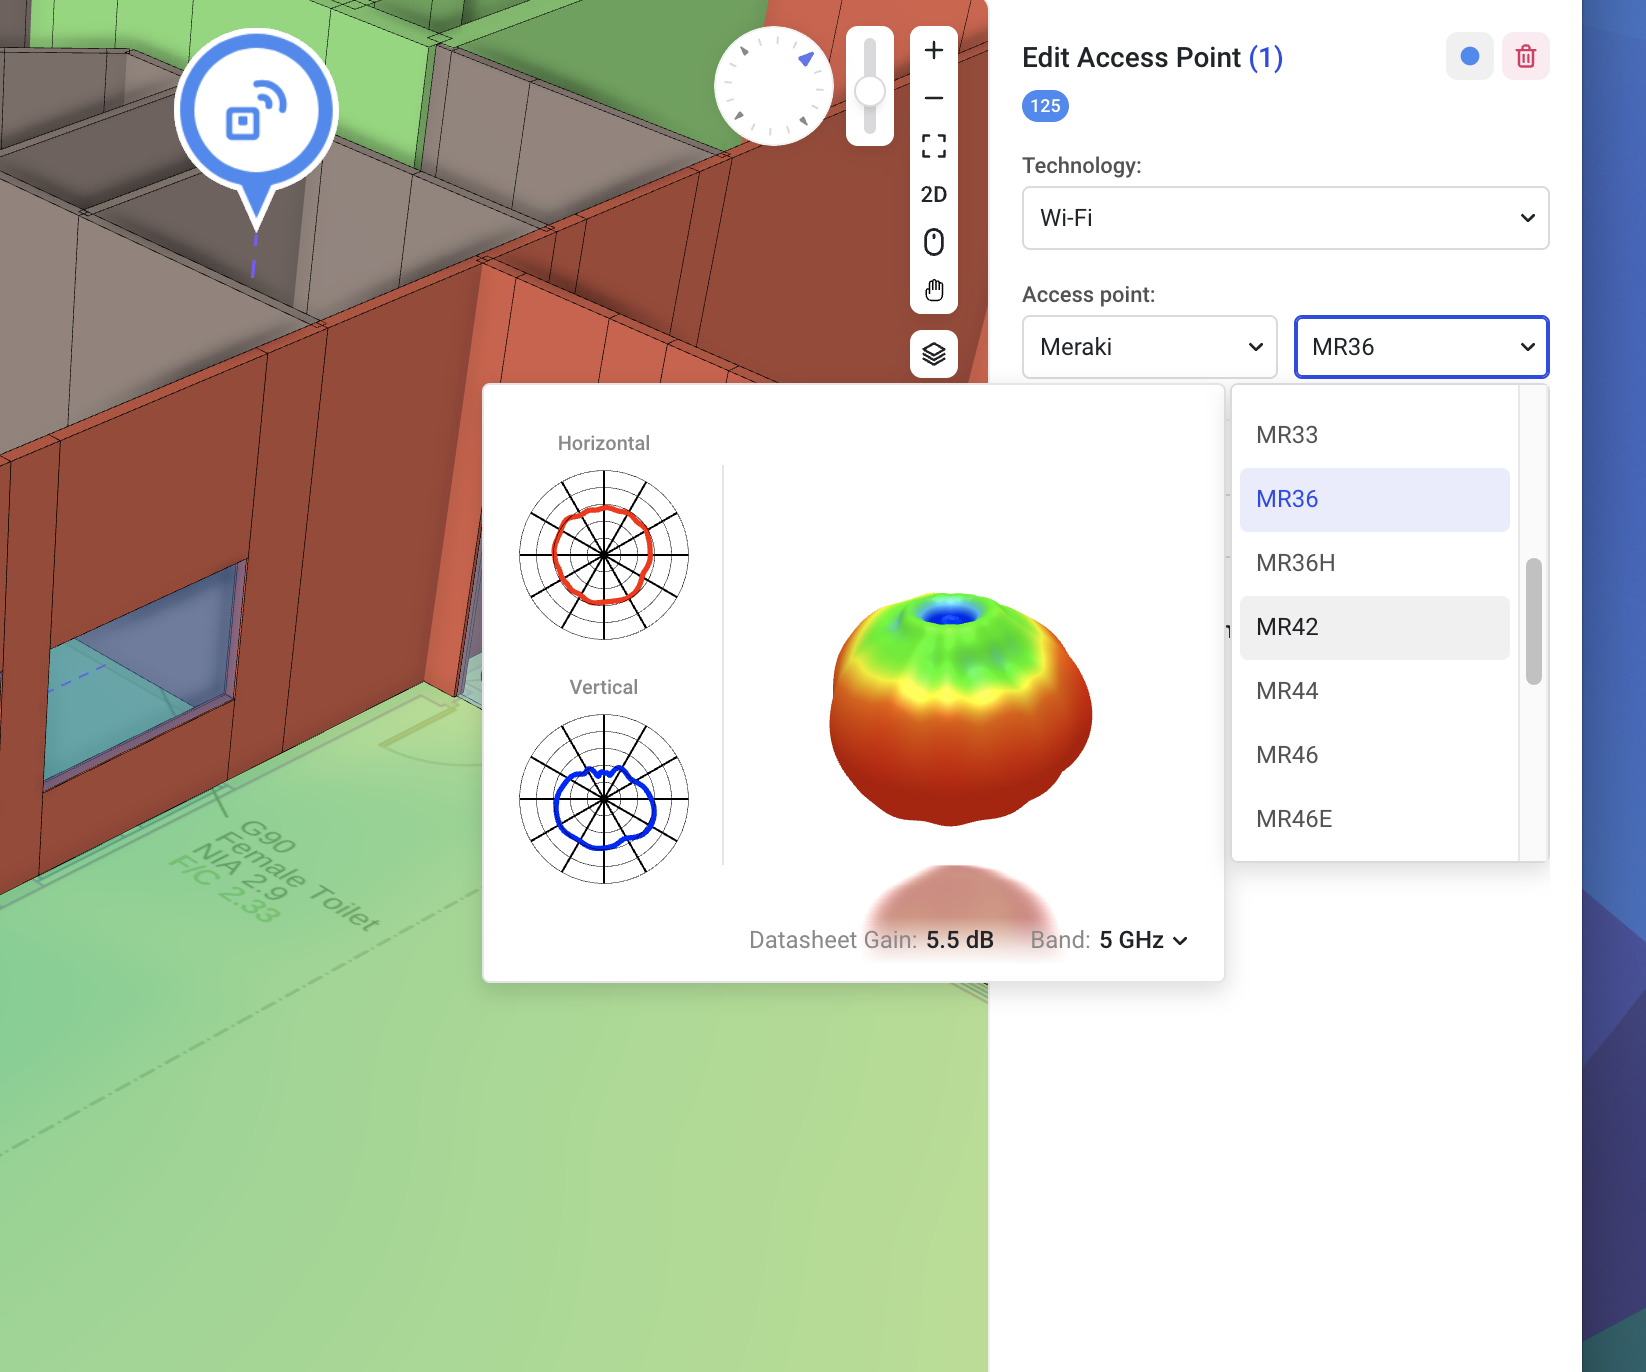 Edit Access Point (1)
125
Technology:
Wi-Fi
Access point:
Meraki
MR36
2D
MR33
MR36
MR36H
MR42
MR44
MR46
MR46E
Horizontal
Vertical
Datasheet Gain: 5.5 dB
Band: 5 GHz
G90
Female Toilet
NIA 2.9
F/C 2.33